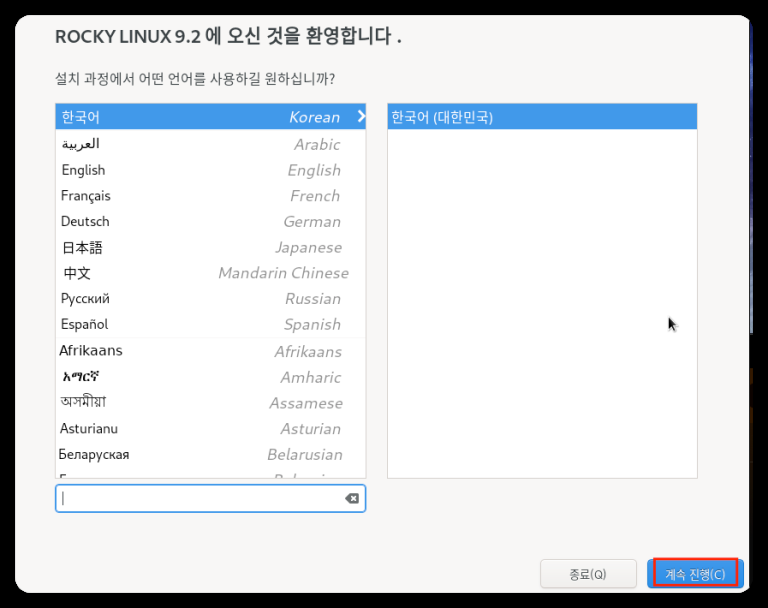 ROCKY LINUX 9.2 에 오신 것을 환영합니다 .
설치 과정에서 어떤 언어를 사용하길 원하십니까?
한국어 Korean
한국어 (대한민국)
العربية Arabic
English English
Français French
Deutsch German
日本語 Japanese
中文 Mandarin Chinese
Русский Russian
Español Spanish
Afrikaans Afrikaans
አማርኛ Amharic
অসমীয়া Assamese
Asturianu Asturian
Беларуская Belarusian
종료(Q) 계속 진행(C)